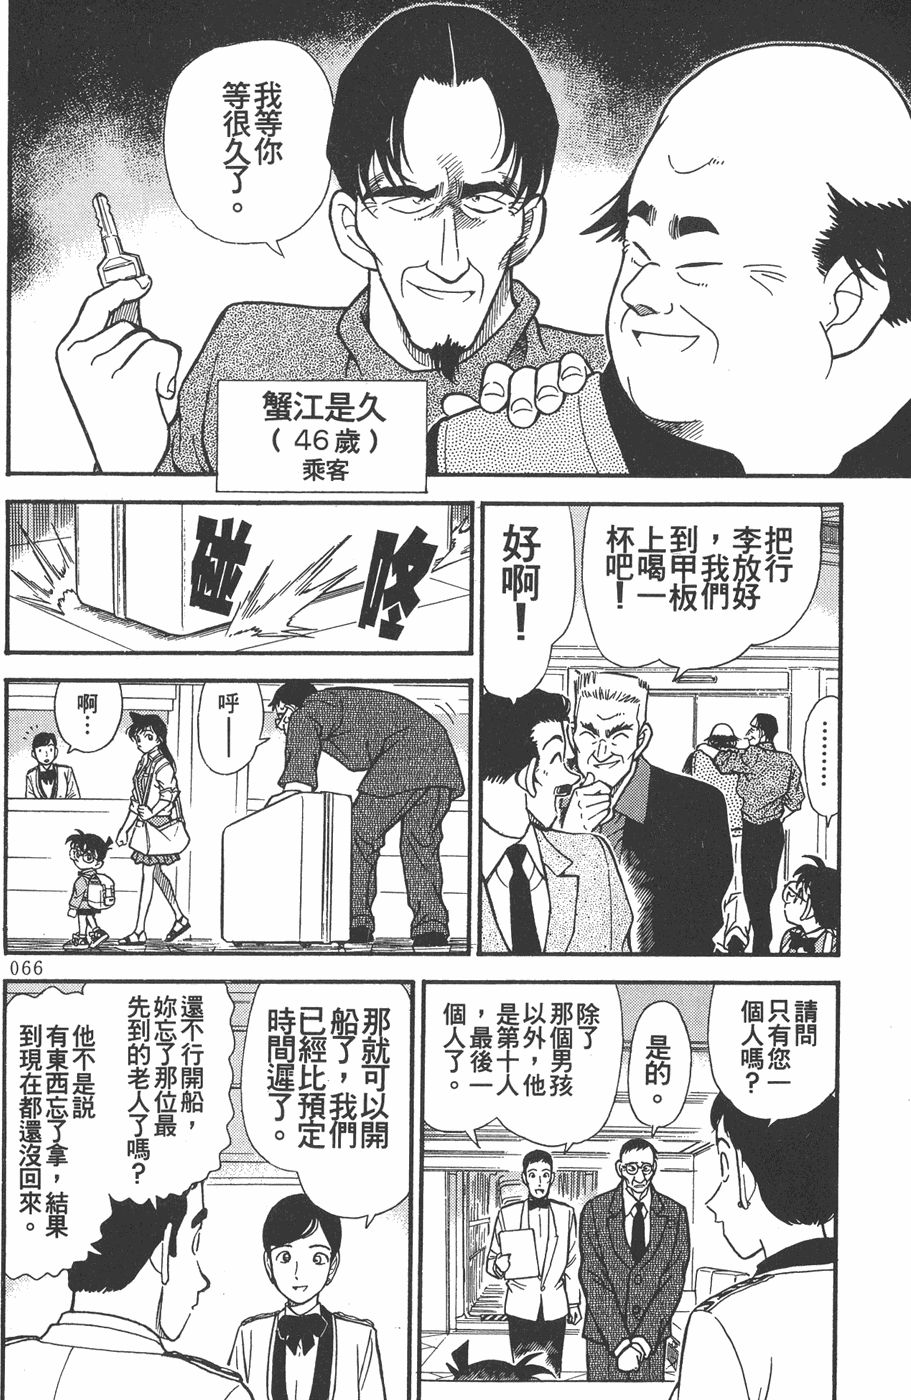 我等你
等很久了。
蟹江是久
(46歲)
乘客
把行
李放好
，我們
到甲板
上喝一
杯吧！
好啊！
………
咚
呼——
啊…
066
請問
只有您一
個人嗎？
是的。
除了
那個男孩
以外，他
是第十人
，最後一
個人了。
那就可以開
船了，我們
已經比預定
時間遲了。
還不行開船，
妳忘了那位最
先到的老人了嗎？
他不是說
有東西忘了拿，結果
到現在都還沒回來。